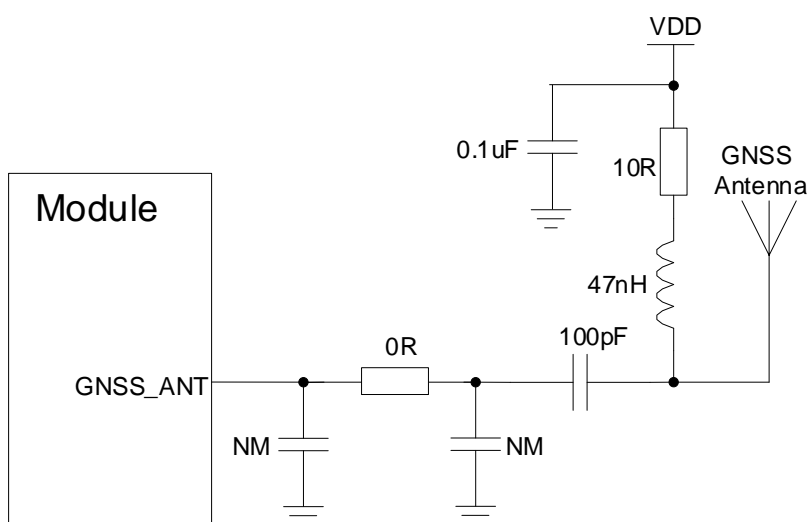 VDD
0.1uF
10R
GNSS
Antenna
Module
47nH
100pF
0R
GNSS_ANT
NM
NM